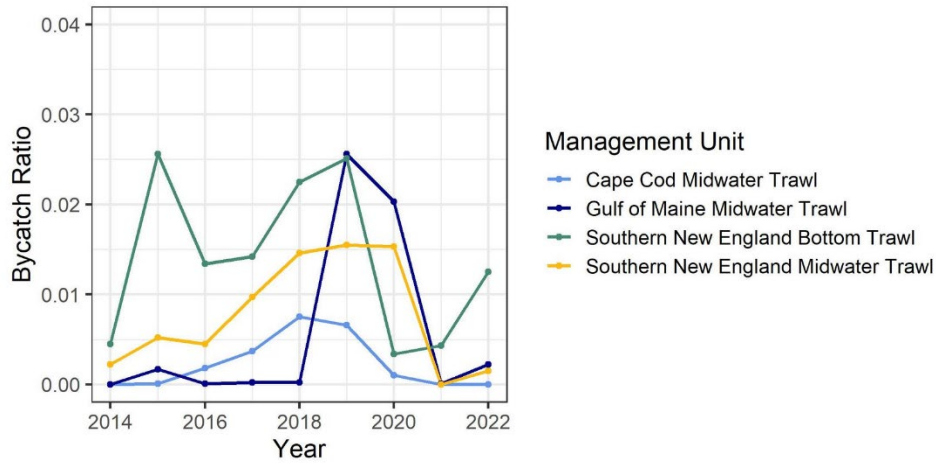 0.04
0.03
0.02
0.01
0.00
Bycatch Ratio
2014
2016
2018
2020
2022
Year
Management Unit
Cape Cod Midwater Trawl
Gulf of Maine Midwater Trawl
Southern New England Bottom Trawl
Southern New England Midwater Trawl